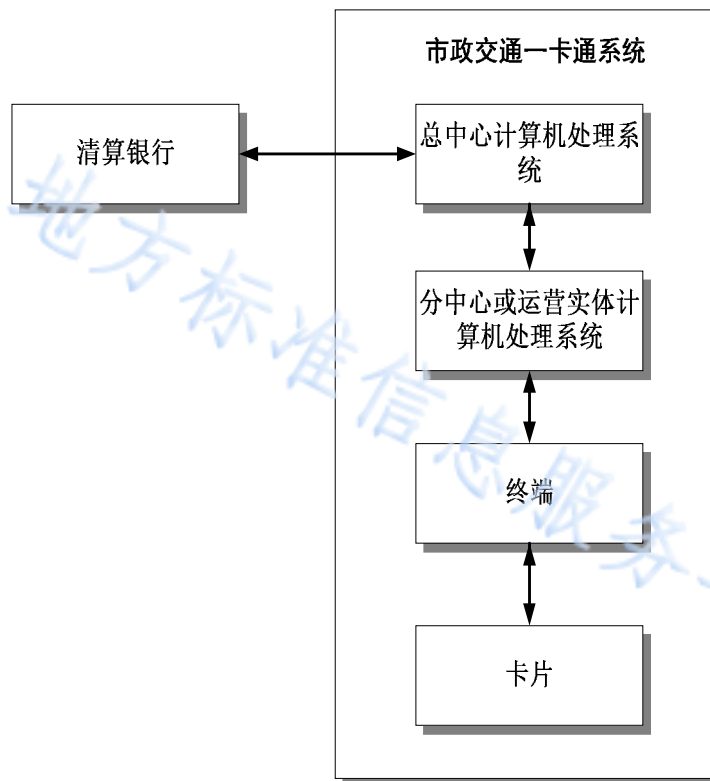 市政交通一卡通系统
清算银行
总中心计算机处理系
统
分中心或运营实体计
算机处理系统
终端
卡片
地方标准信息服务